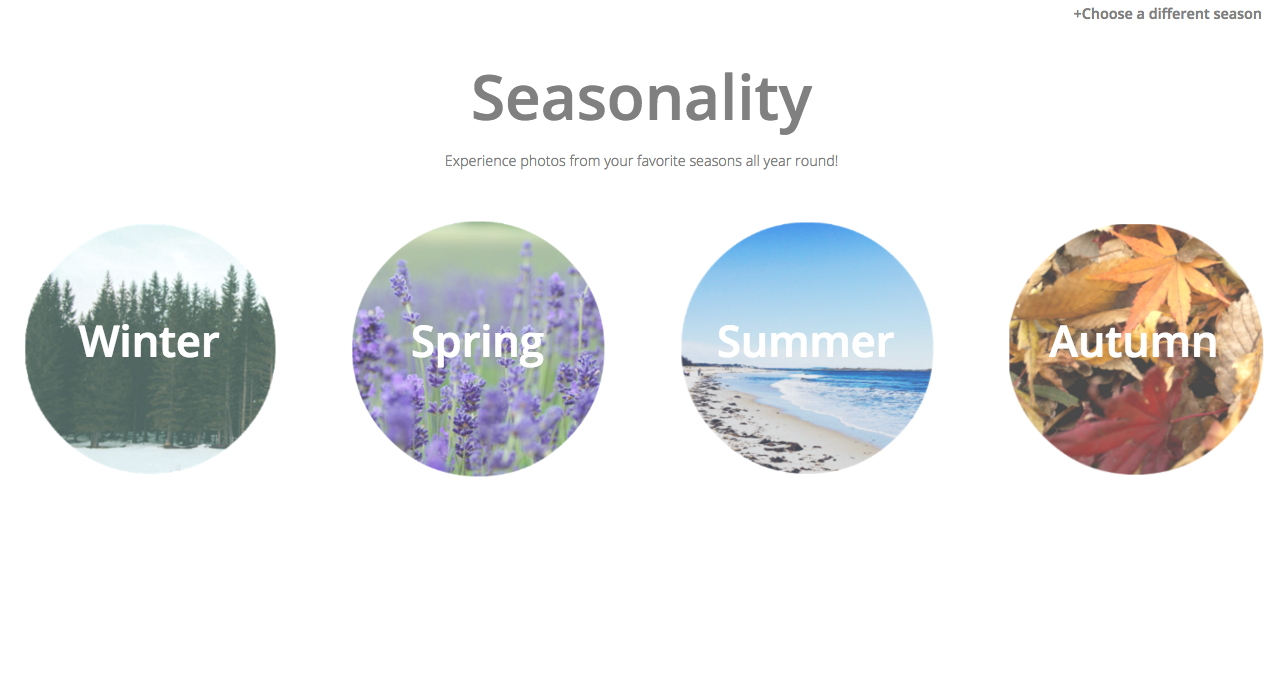 +Choose a different season
Seasonality
Experience photos from your favorite seasons all year round!
Winter
Spring
Summer
Autumn